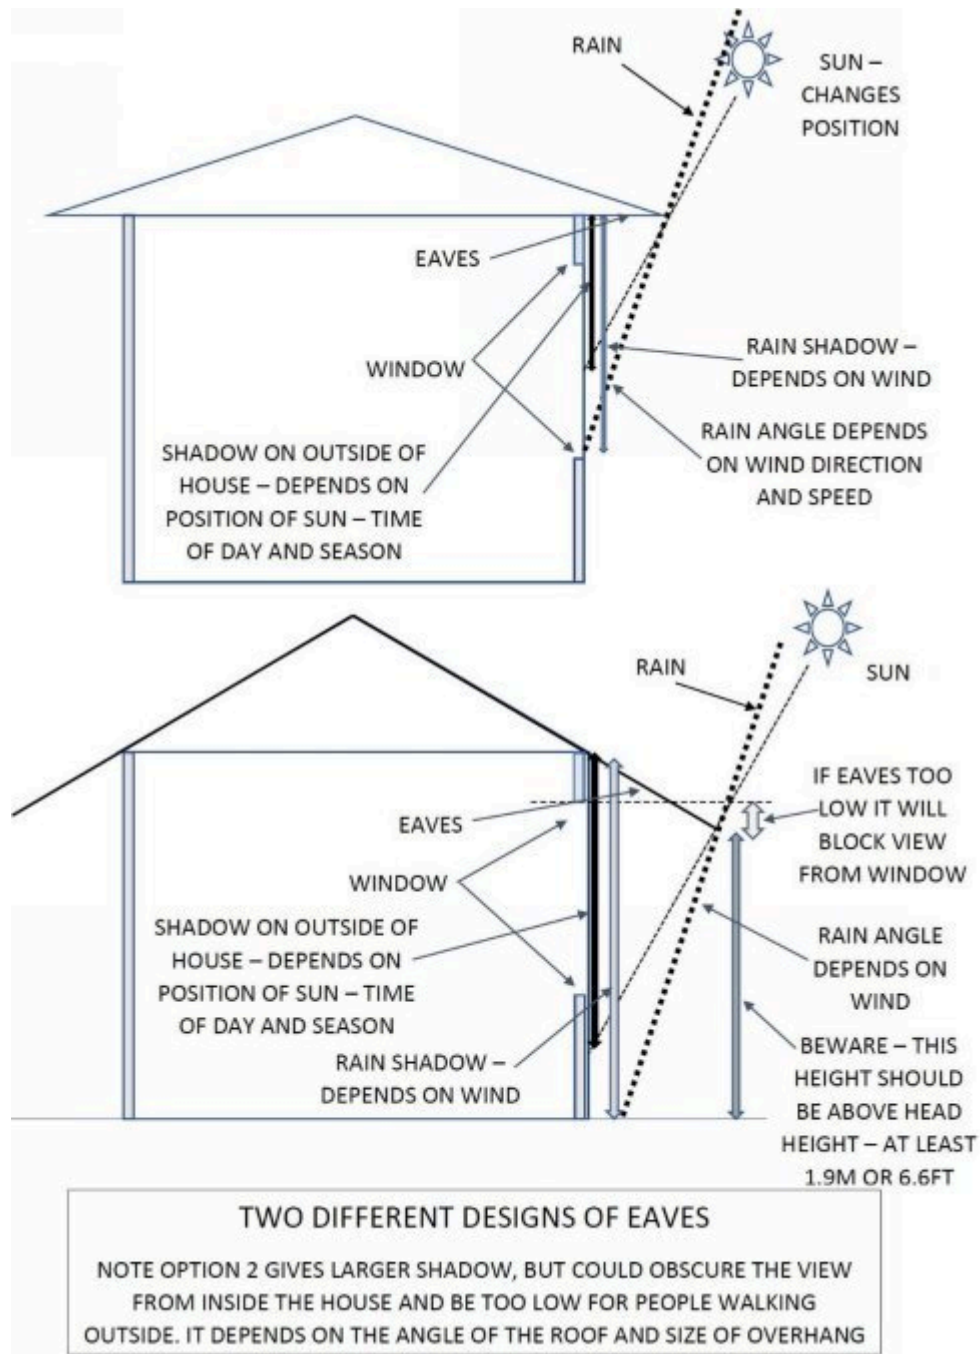 RAIN
SUN –
CHANGES
POSITION
EAVES
WINDOW
RAIN SHADOW –
DEPENDS ON WIND
SHADOW ON OUTSIDE OF
HOUSE – DEPENDS ON
POSITION OF SUN – TIME
OF DAY AND SEASON
RAIN ANGLE DEPENDS
ON WIND DIRECTION
AND SPEED
RAIN
SUN
IF EAVES TOO
LOW IT WILL
BLOCK VIEW
FROM WINDOW
EAVES
WINDOW
SHADOW ON OUTSIDE OF
HOUSE – DEPENDS ON
POSITION OF SUN – TIME
OF DAY AND SEASON
RAIN ANGLE
DEPENDS ON
WIND
RAIN SHADOW –
DEPENDS ON WIND
BEWARE – THIS
HEIGHT SHOULD
BE ABOVE HEAD
HEIGHT – AT LEAST
1.9M OR 6.6FT
TWO DIFFERENT DESIGNS OF EAVES
NOTE OPTION 2 GIVES LARGER SHADOW, BUT COULD OBSCURE THE VIEW
FROM INSIDE THE HOUSE AND BE TOO LOW FOR PEOPLE WALKING
OUTSIDE. IT DEPENDS ON THE ANGLE OF THE ROOF AND SIZE OF OVERHANG